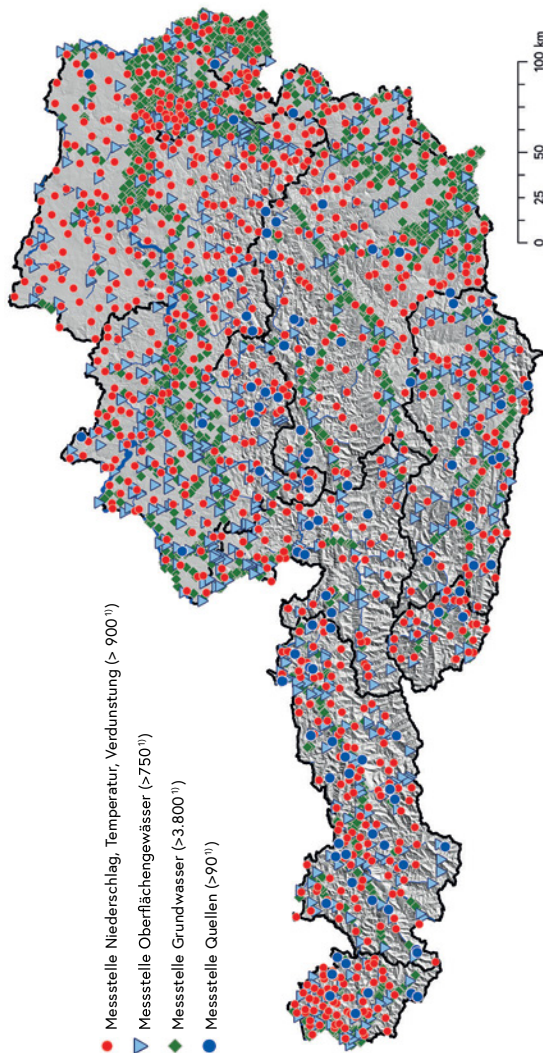 Messstelle Niederschlag, Temperatur, Verdunstung (> 900 ¹⁾)
Messstelle Oberflächengewässer (>750 ¹⁾)
Messstelle Grundwasser (>3.800 ¹⁾)
Messstelle Quellen (>90 ¹⁾)
0 25 50 100 km